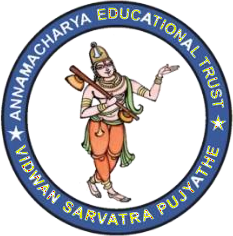 ANNAMACHARYA EDUCATIONAL TRUST
VIDWAN SARVATRA PUJYATHE